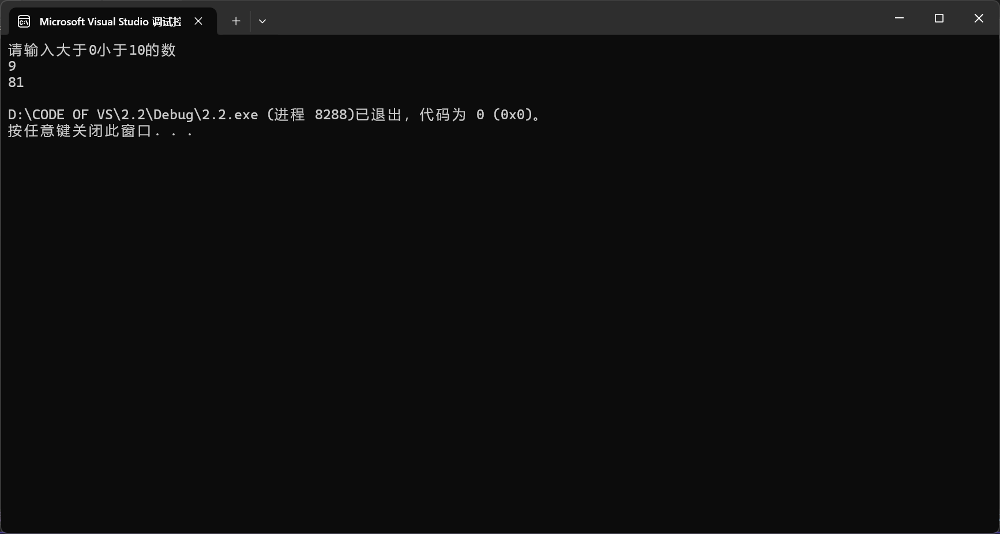 Microsoft Visual Studio 调试控
请输入大于0小于10的数
9
81
D:\CODE OF VS\2.2\Debug\2.2.exe (进程 8288)已退出，代码为 0 (0x0)。
按任意键关闭此窗口. . .